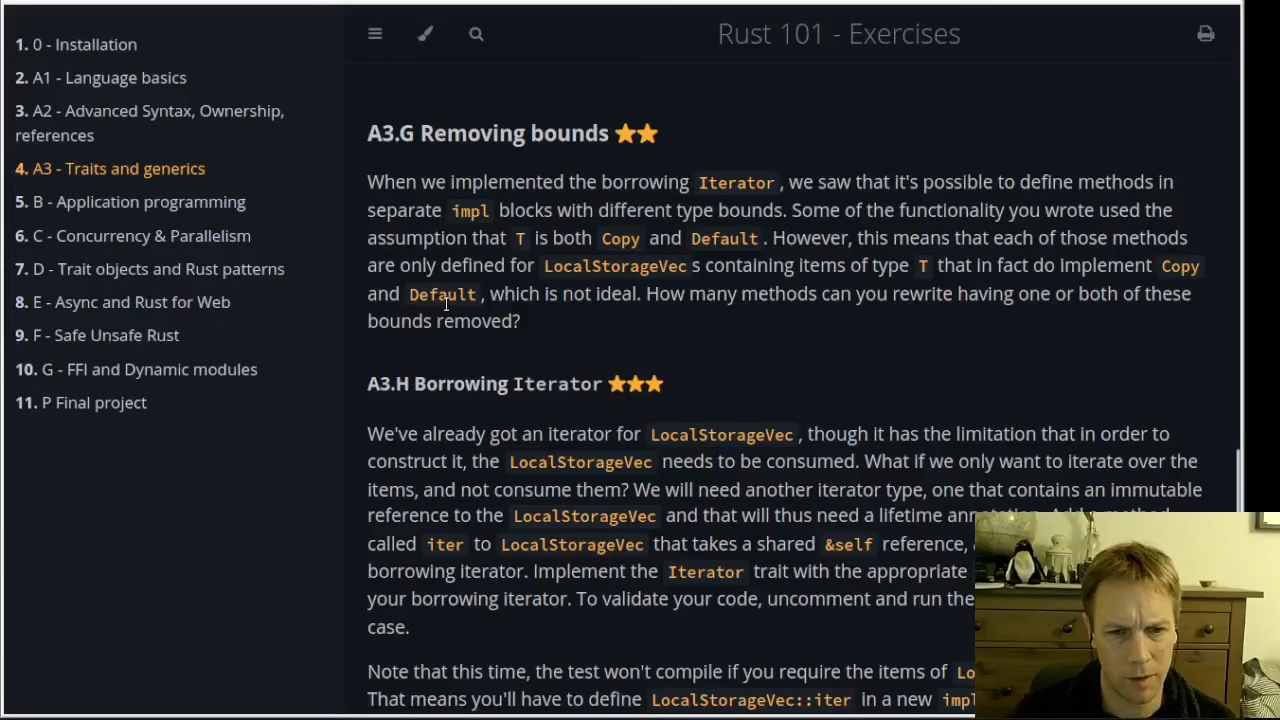 1. 0 - Installation
2. A1 - Language basics
3. A2 - Advanced Syntax, Ownership,
references
4. A3 - Traits and generics
5. B - Application programming
6. C - Concurrency & Parallelism
7. D - Trait objects and Rust patterns
8. E - Async and Rust for Web
9. F - Safe Unsafe Rust
10. G - FFI and Dynamic modules
11. P Final project
Rust 101 - Exercises
A3.G Removing bounds ⭐⭐
When we implemented the borrowing Iterator, we saw that it's possible to define methods in
separate impl blocks with different type bounds. Some of the functionality you wrote used the
assumption that T is both Copy and Default. However, this means that each of those methods
are only defined for LocalStorageVec s containing items of type T that in fact do implement Copy
and Default, which is not ideal. How many methods can you rewrite having one or both of these
bounds removed?
A3.H Borrowing Iterator ⭐⭐⭐
We've already got an iterator for LocalStorageVec, though it has the limitation that in order to
construct it, the LocalStorageVec needs to be consumed. What if we only want to iterate over the
items, and not consume them? We will need another iterator type, one that contains an immutable
reference to the LocalStorageVec and that will thus need a lifetime
called iter to LocalStorageVec that takes a shared &self reference,
borrowing iterator. Implement the Iterator trait with the appropriate
your borrowing iterator. To validate your code, uncomment and run the
case.
Note that this time, the test won't compile if you require the items of
That means you'll have to define LocalStorageVec::iter in a new